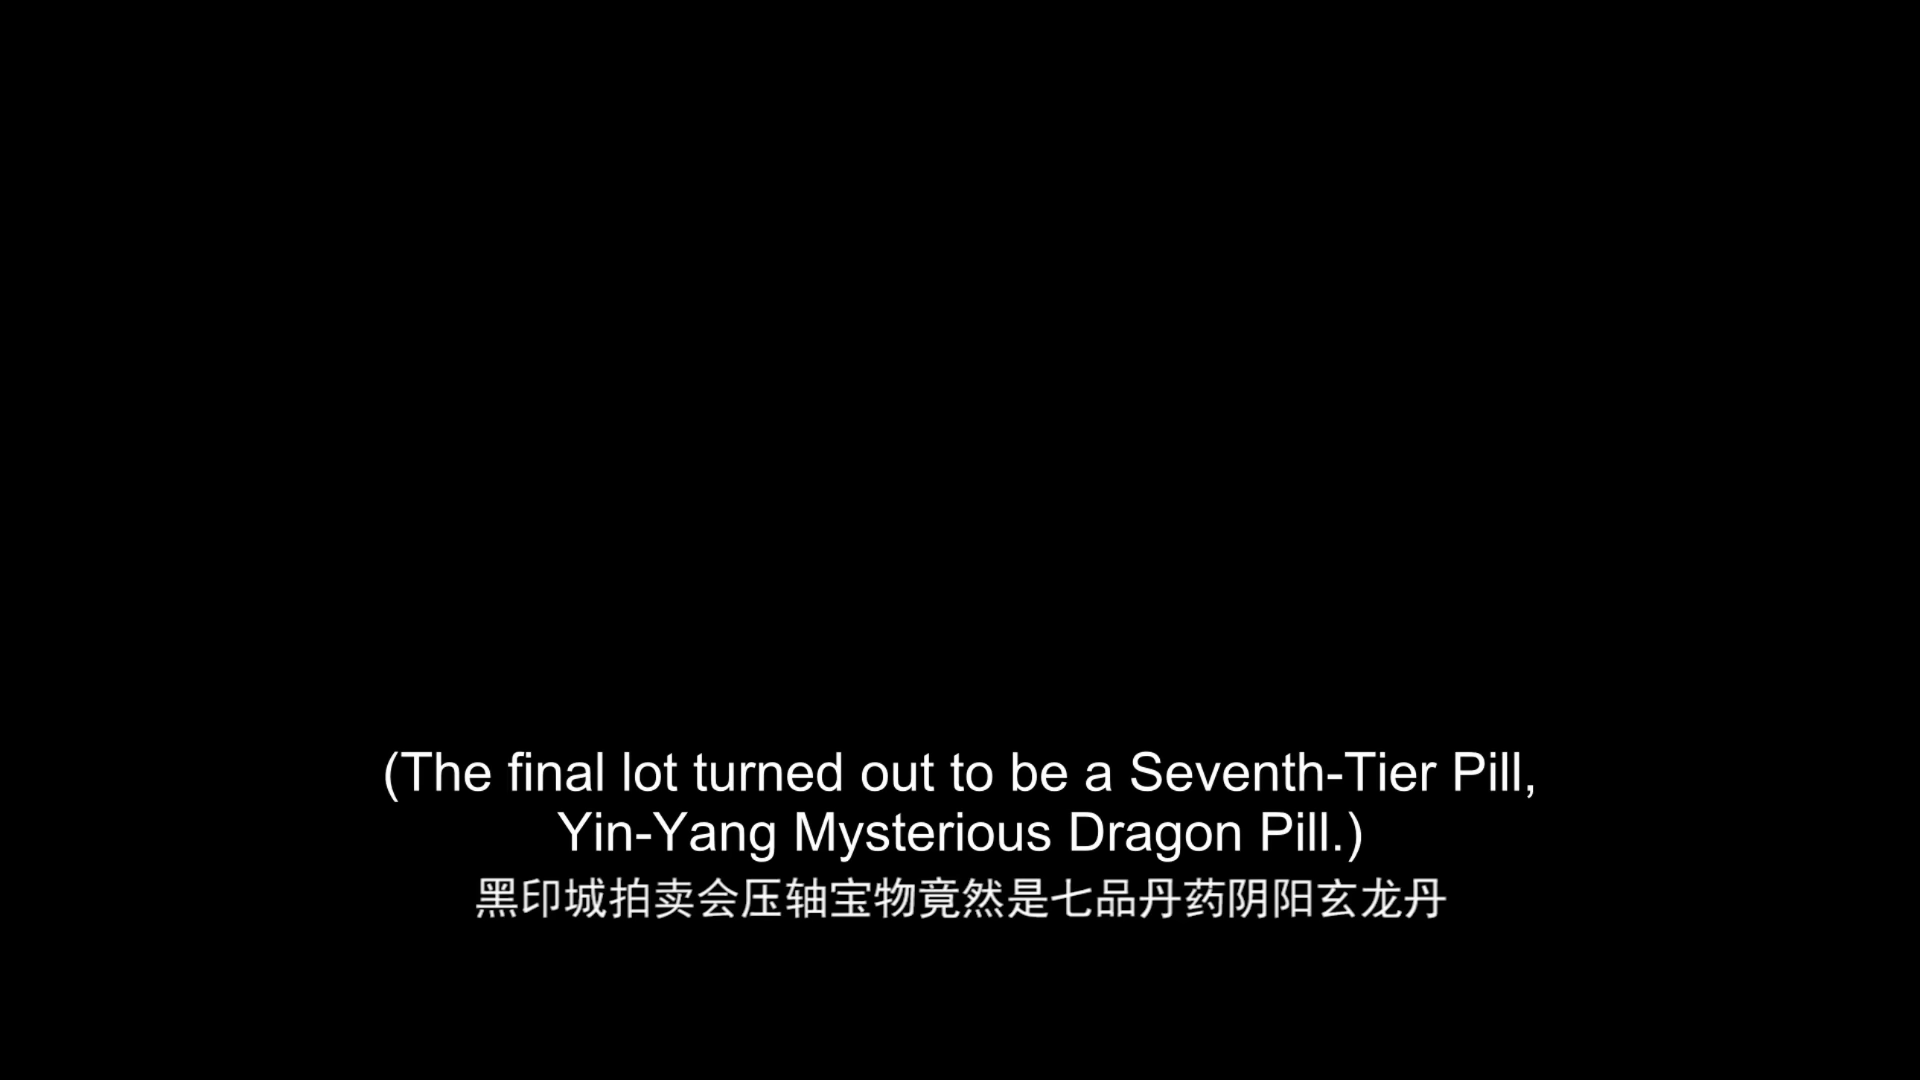 (The final lot turned out to be a Seventh-Tier Pill,
Yin-Yang Mysterious Dragon Pill.)
黑印城拍卖会压轴宝物竟然是七品丹药阴阳玄龙丹